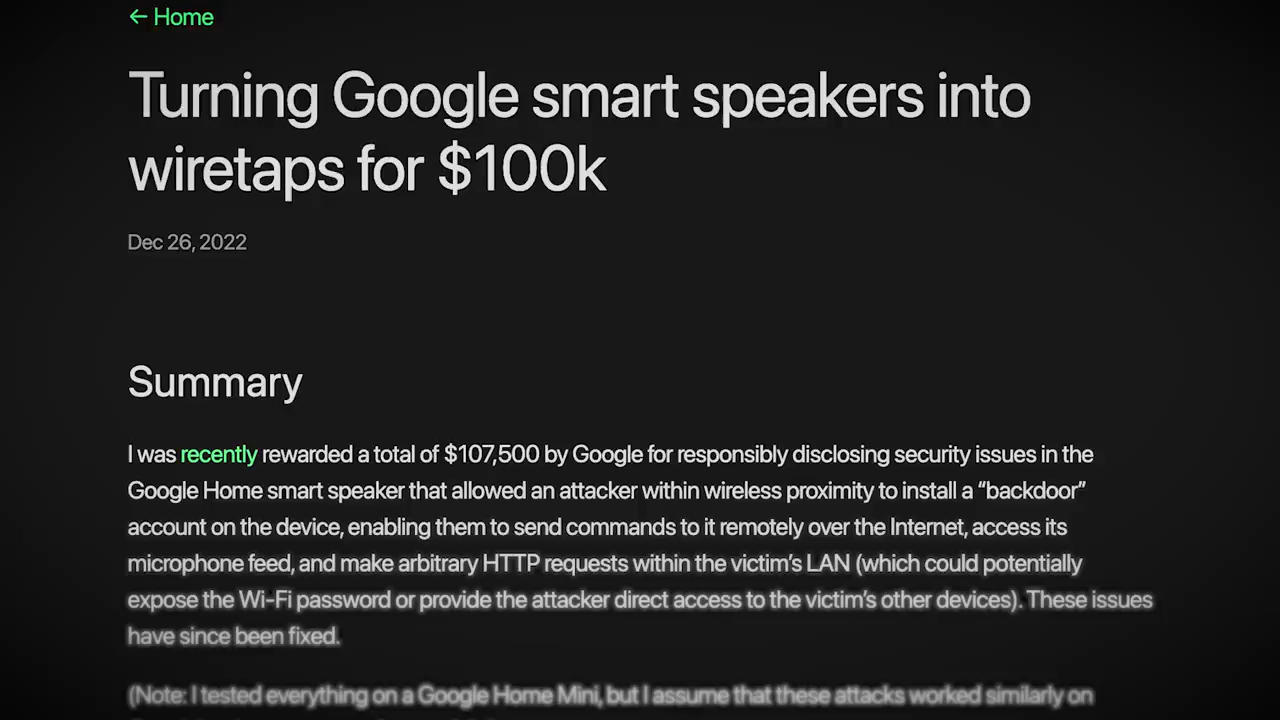 ← Home
Turning Google smart speakers into
wiretaps for $100k
Dec 26, 2022
Summary
I was recently rewarded a total of $107,500 by Google for responsibly disclosing security issues in the
Google Home smart speaker that allowed an attacker within wireless proximity to install a “backdoor”
account on the device, enabling them to send commands to it remotely over the Internet, access its
microphone feed, and make arbitrary HTTP requests within the victim’s LAN (which could potentially
expose the Wi-Fi password or provide the attacker direct access to the victim’s other devices). These issues
have since been fixed.
(Note: I tested everything on a Google Home Mini, but I assume that these attacks worked similarly on